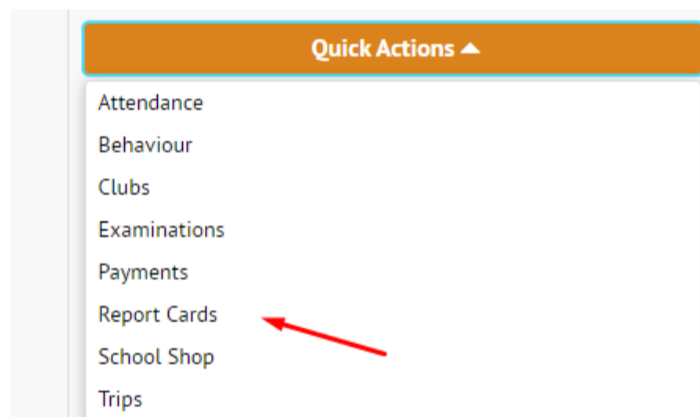 Quick Actions
Attendance
Behaviour
Clubs
Examinations
Payments
Report Cards
School Shop
Trips